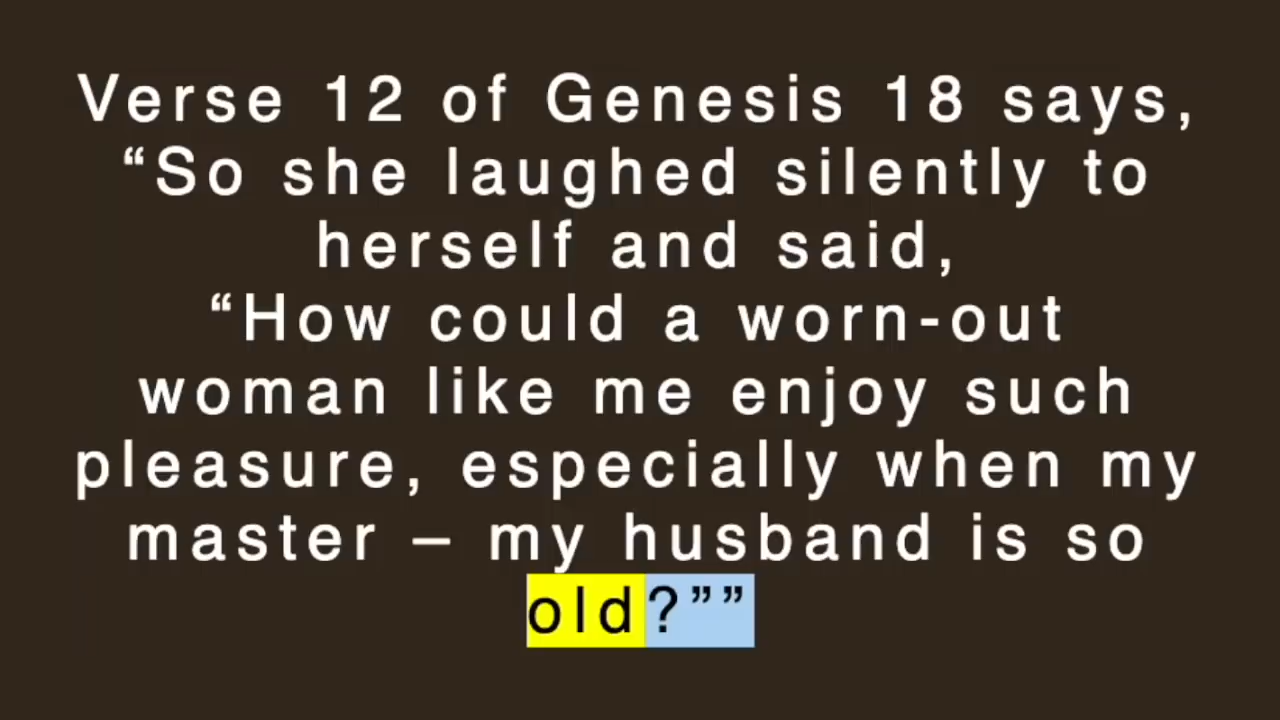 Verse 12 of Genesis 18 says,
“So she laughed silently to
herself and said,
“How could a worn-out
woman like me enjoy such
pleasure, especially when my
master – my husband is so
old?””